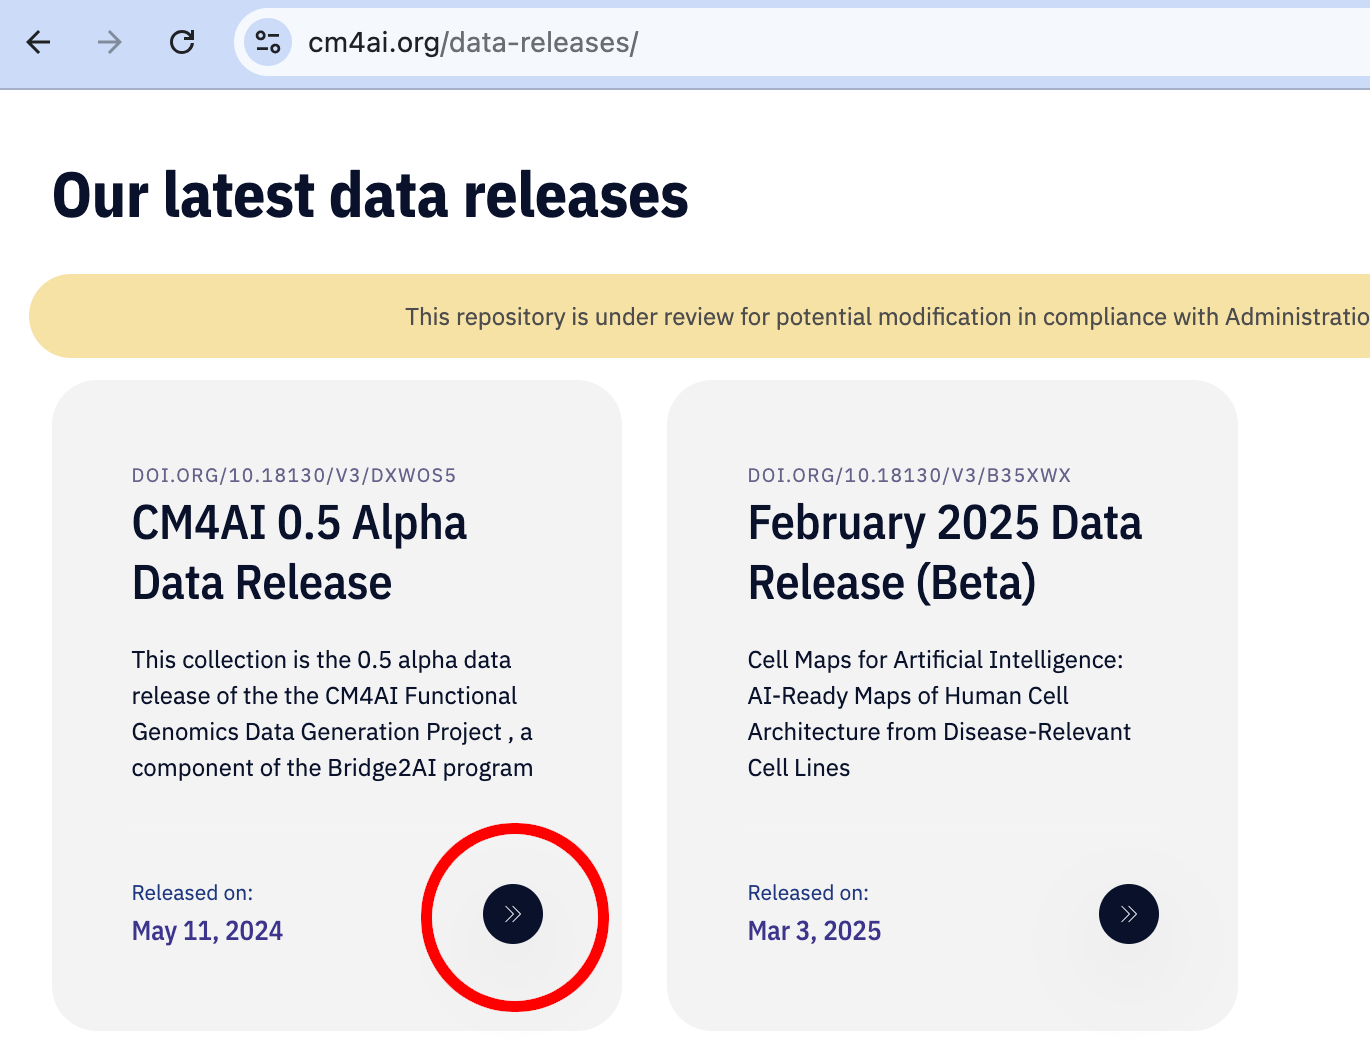 cm4ai.org/data-releases/
Our latest data releases
This repository is under review for potential modification in compliance with Administratio
DOI.ORG/10.18130/V3/DXWOS5
CM4AI 0.5 Alpha
Data Release
This collection is the 0.5 alpha data
release of the the CM4AI Functional
Genomics Data Generation Project , a
component of the Bridge2AI program
Released on:
May 11, 2024
DOI.ORG/10.18130/V3/B35XWX
February 2025 Data
Release (Beta)
Cell Maps for Artificial Intelligence:
AI-Ready Maps of Human Cell
Architecture from Disease-Relevant
Cell Lines
Released on:
Mar 3, 2025